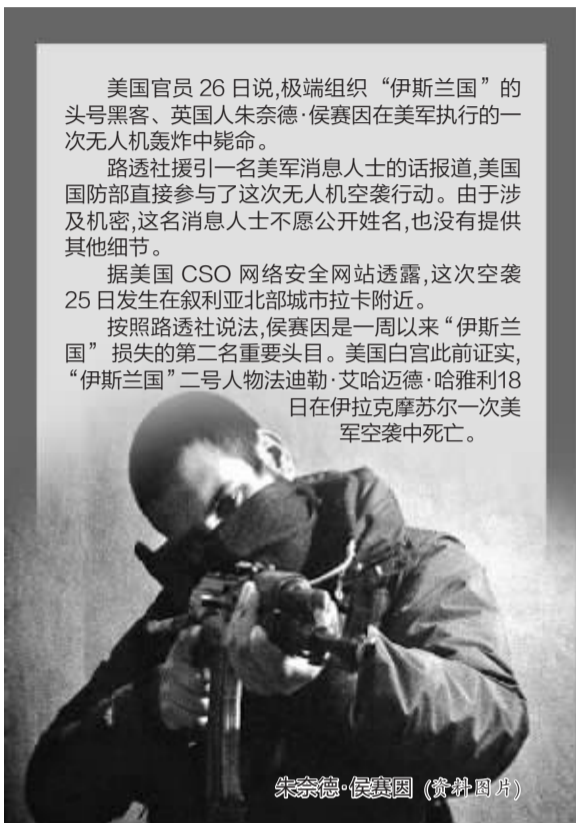 美国官员 26 日说,极端组织“伊斯兰国”的
头号黑客、英国人朱奈德·侯赛因在美军执行的一
次无人机轰炸中毙命。
路透社援引一名美军消息人士的话报道,美国
国防部直接参与了这次无人机空袭行动。由于涉
及机密,这名消息人士不愿公开姓名,也没有提供
其他细节。
据美国 CSO 网络安全网站透露,这次空袭
25 日发生在叙利亚北部城市拉卡附近。
按照路透社说法,侯赛因是一周以来“伊斯兰
国”损失的第二名重要头目。美国白宫此前证实,
“伊斯兰国”二号人物法迪勒·艾哈迈德·哈雅利18
日在伊拉克摩苏尔一次美
军空袭中死亡。
朱奈德·侯赛因 (资料图片)